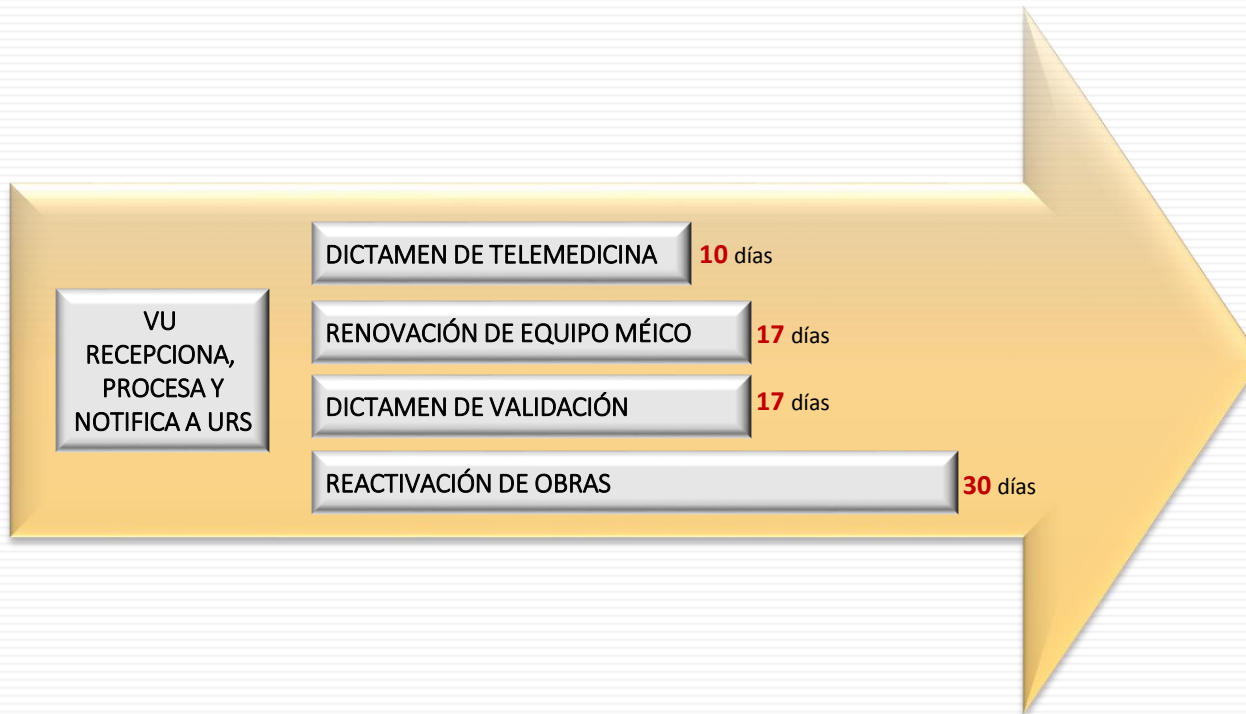 VU
RECEPCIONA,
PROCESA Y
NOTIFICA A URS
DICTAMEN DE TELEMEDICINA 10 días
RENOVACIÓN DE EQUIPO MÉICO 17 días
DICTAMEN DE VALIDACIÓN 17 días
REACTIVACIÓN DE OBRAS 30 días